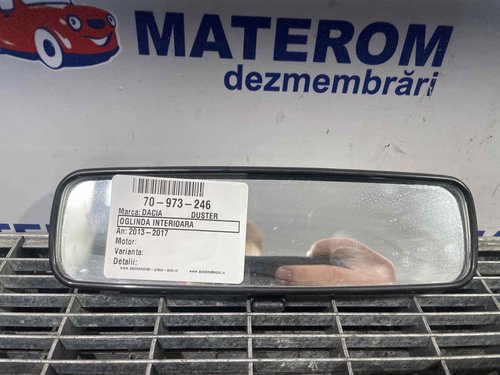 MATEROM
dezmembrări
70-973-246
Marca: DACIA DUSTER
OGLINDA INTERIOARA
An: 2013-2017
Motor:
Varianta:
Detalii: